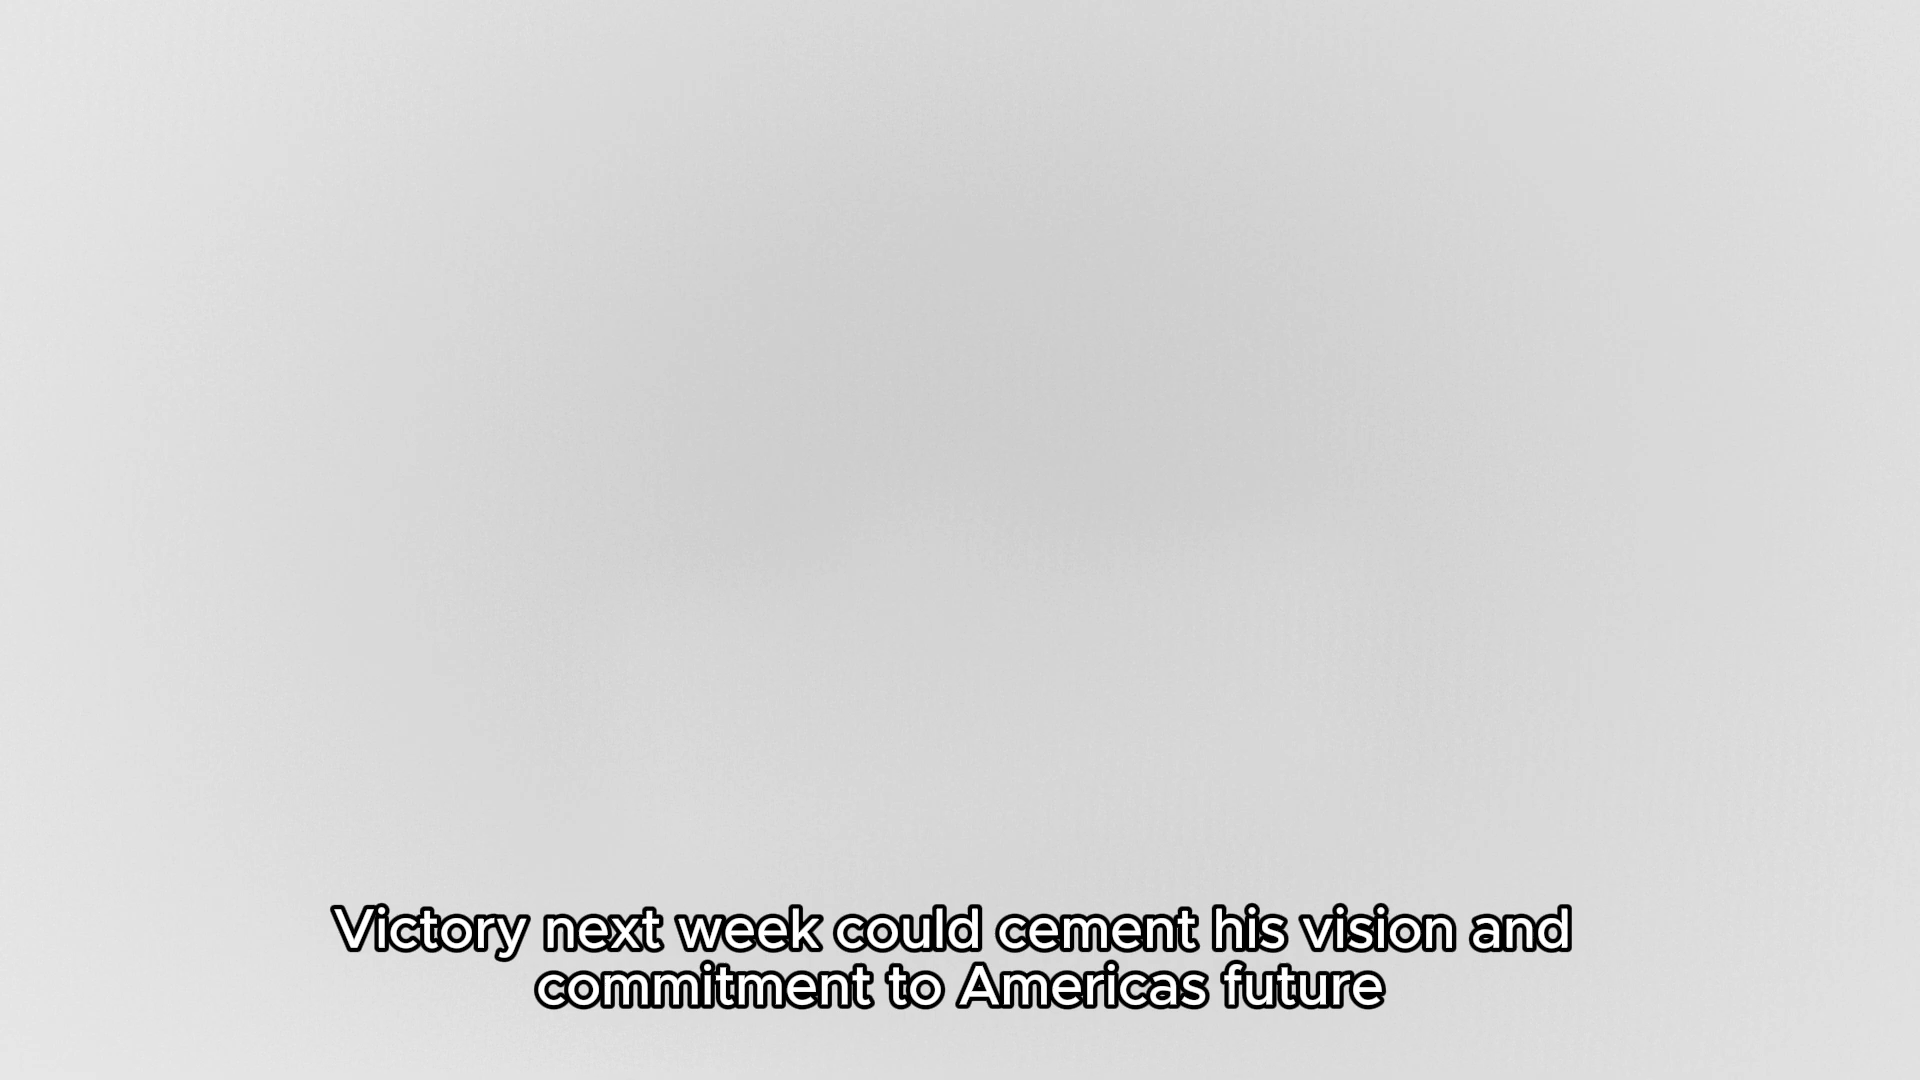 Victory next week could cement his vision and
commitment to Americas future